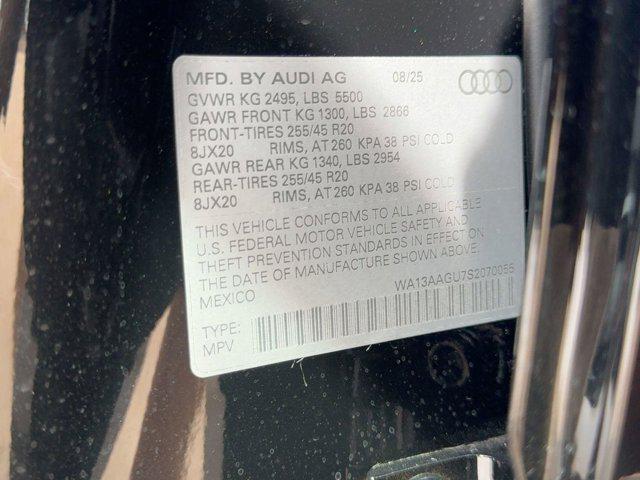 MFD. BY AUDI AG 08/25
GVWR KG 2495, LBS 5500
GAWR FRONT KG 1300, LBS 2866
FRONT-TIRES 255/45 R20
8JX20 RIMS, AT 260 KPA 38 PSI COLD
GAWR REAR KG 1340, LBS 2954
REAR-TIRES 255/45 R20
8JX20 RIMS, AT 260 KPA 38 PSI COLD
THIS VEHICLE CONFORMS TO ALL APPLICABLE
U.S. FEDERAL MOTOR VEHICLE SAFETY AND
THEFT PREVENTION STANDARDS IN EFFECT ON
THE DATE OF MANUFACTURE SHOWN ABOVE.
MEXICO
WA13AAGU7S2070055
TYPE:
MPV